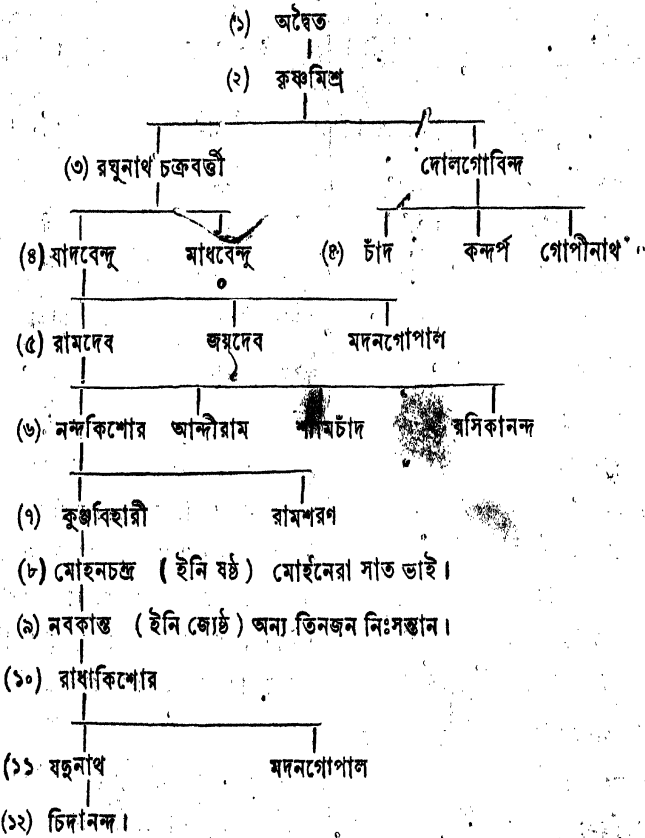 (১) অদ্বৈত
(২) কৃষ্ণমিশ্র
(৩) রঘুনাথ চক্রবর্ত্তী দোলগোবিন্দ
(৪) যাদবেন্দু মাধবেন্দু (৪) চাঁদ কন্দর্প গোপীনাথ
(৫) রামদেব জয়দেব মদনগোপাল
(৬) নন্দকিশোর আন্দীরাম শ্যামচাঁদ রসিকানন্দ
(৭) কুঞ্জবিহারী রামশরণ
(৮) মোহনচন্দ্র ( ইনি ষষ্ঠ ) মোহনেরা সাত ভাই।
(৯) নবকান্ত ( ইনি জ্যেষ্ঠ ) অন্য তিনজন নিঃসন্তান।
(১০) রাধাকিশোর
(১১ যদুনাথ মদনগোপাল
(১২) চিদানন্দ।